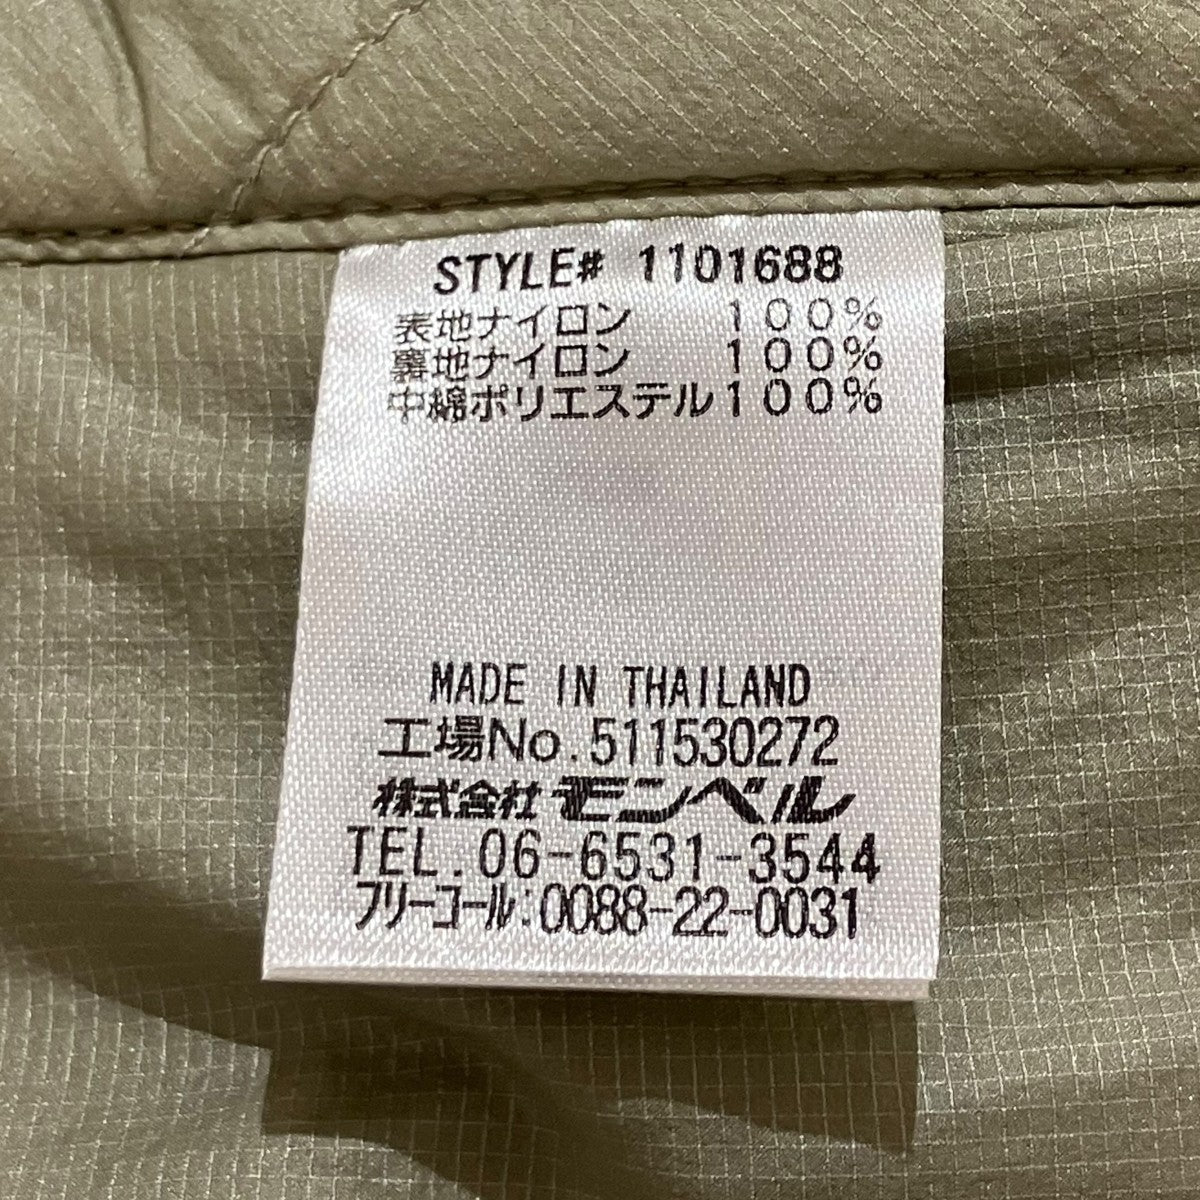 STYLE# 1101688
表地ナイロン 100%
裏地ナイロン 100%
中綿ポリエステル100%
MADE IN THAILAND
工場No.511530272
株式会社 モンベル
TEL.06-6531-3544
フリーコール:0088-22-0031